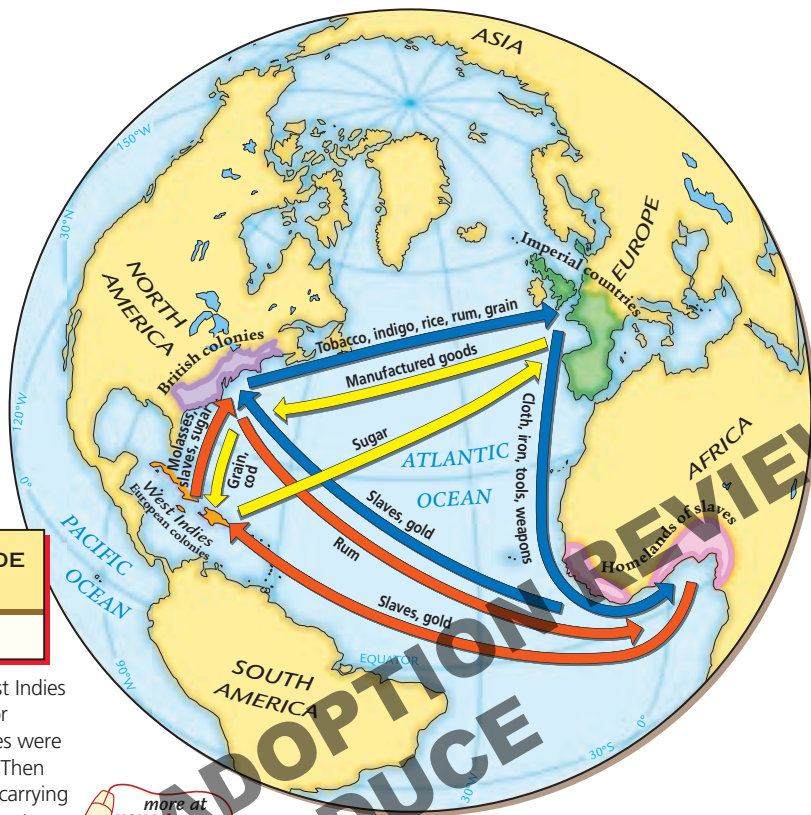 ASIA
150°W
30°N
EUROPE
Imperial countries
NORTH
AMERICA
British colonies
Tobacco, indigo, rice, rum, grain
Manufactured goods
120°W
Molasses,
slaves, sugar
Grain,
cod
Sugar
ATLANTIC
OCEAN
Cloth, iron, tools, weapons
AFRICA
0°
West Indies
European colonies
Slaves, gold
Rum
Homelands of slaves
PACIFIC
OCEAN
DE
Slaves, gold
EQUATOR
90°W
SOUTH
AMERICA
0°
30°S
30°W
st Indies
or
es were
Then
carrying
more at
ADOPTION REVIE
DUCE